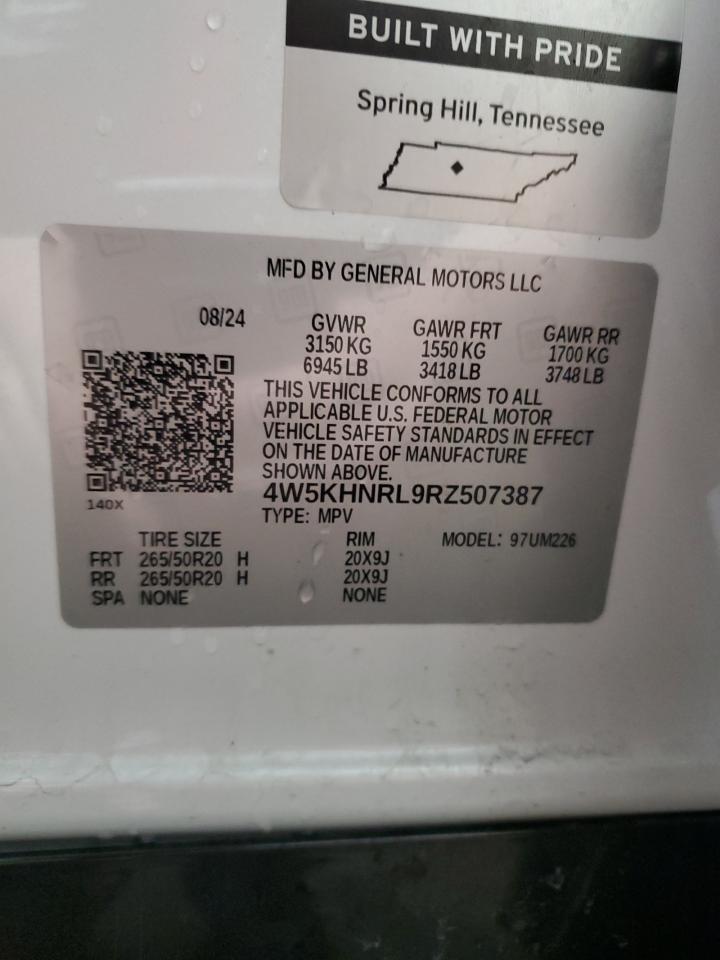 BUILT WITH PRIDE
Spring Hill, Tennessee
MFD BY GENERAL MOTORS LLC
08/24
GVWR GAWR FRT GAWR RR
3150 KG 1550 KG 1700 KG
6945 LB 3418 LB 3748 LB
THIS VEHICLE CONFORMS TO ALL
APPLICABLE U.S. FEDERAL MOTOR
VEHICLE SAFETY STANDARDS IN EFFECT
ON THE DATE OF MANUFACTURE
SHOWN ABOVE.
4W5KHNRL9RZ507387
140X
TYPE: MPV
TIRE SIZE RIM MODEL: 97UM226
FRT 265/50R20 H 20X9J
RR 265/50R20 H 20X9J
SPA NONE NONE